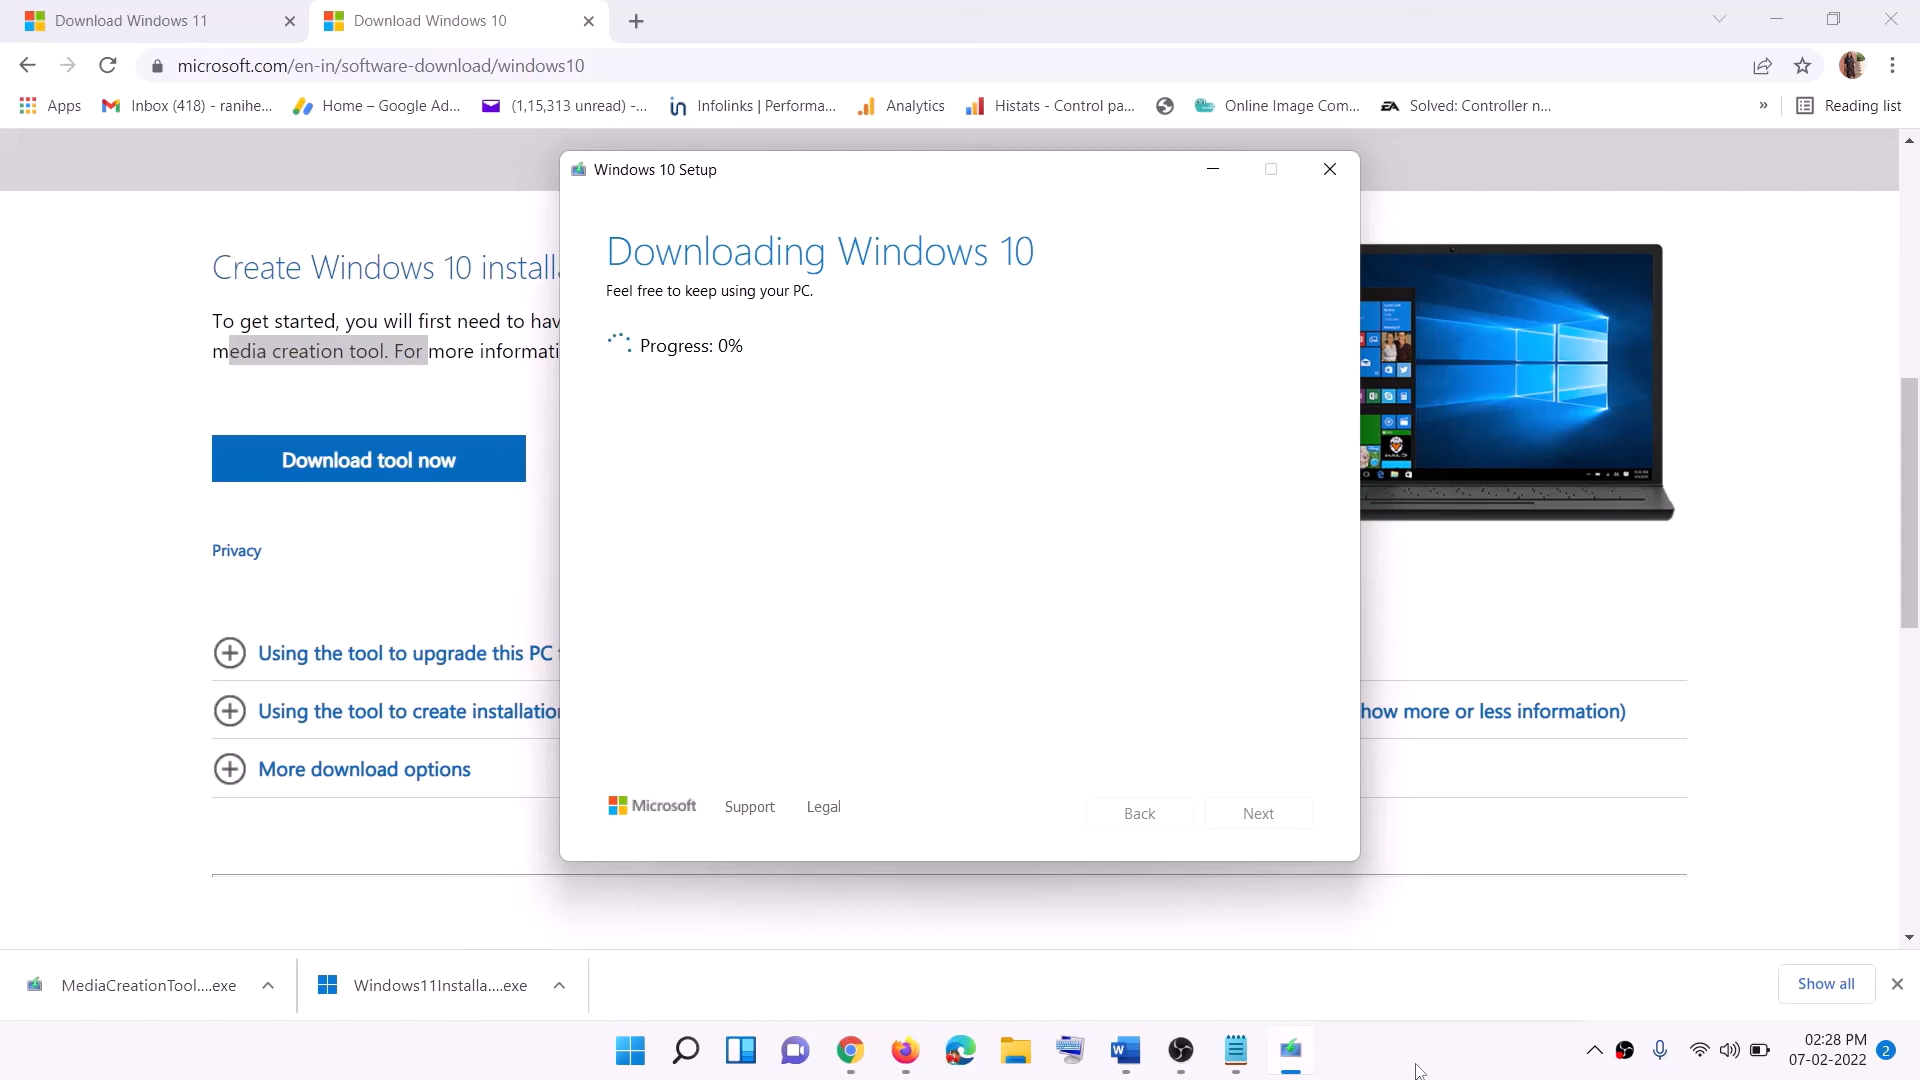 Download Windows 11
Download Windows 10
microsoft.com/en-in/software-download/windows10
Apps
Inbox (418) - ranihe...
Home – Google Ad...
(1,15,313 unread) -...
Infolinks | Performa...
Analytics
Histats - Control pa...
Online Image Com...
Solved: Controller n...
»
Reading list
Windows 10 Setup
Downloading Windows 10
Feel free to keep using your PC.
Progress: 0%
Create Windows 10 install
To get started, you will first need to hav
media creation tool. For more informati
Download tool now
Privacy
Using the tool to upgrade this PC
Using the tool to create installation
how more or less information)
More download options
Microsoft
Support
Legal
Back
Next
MediaCreationTool....exe
Windows11Installa....exe
Show all
02:28 PM
07-02-2022
2